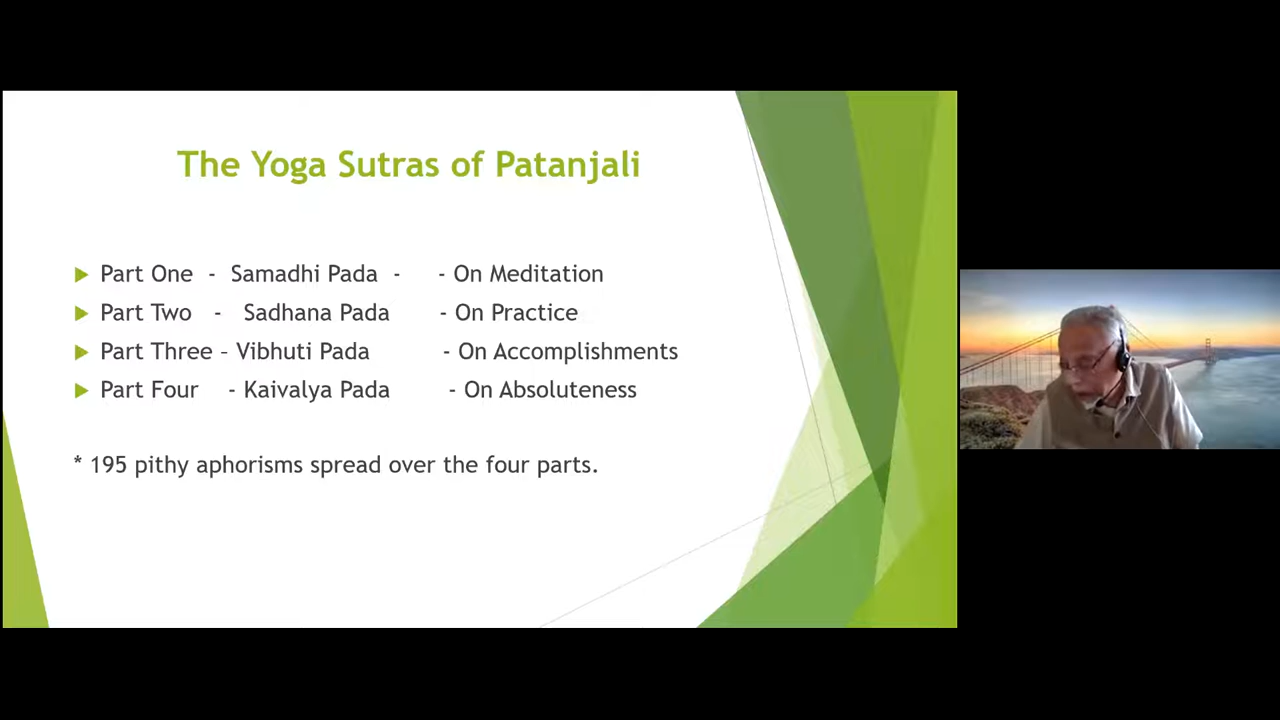 The Yoga Sutras of Patanjali
Part One - Samadhi Pada - - On Meditation
Part Two - Sadhana Pada - On Practice
Part Three – Vibhuti Pada - On Accomplishments
Part Four - Kaivalya Pada - On Absoluteness
* 195 pithy aphorisms spread over the four parts.